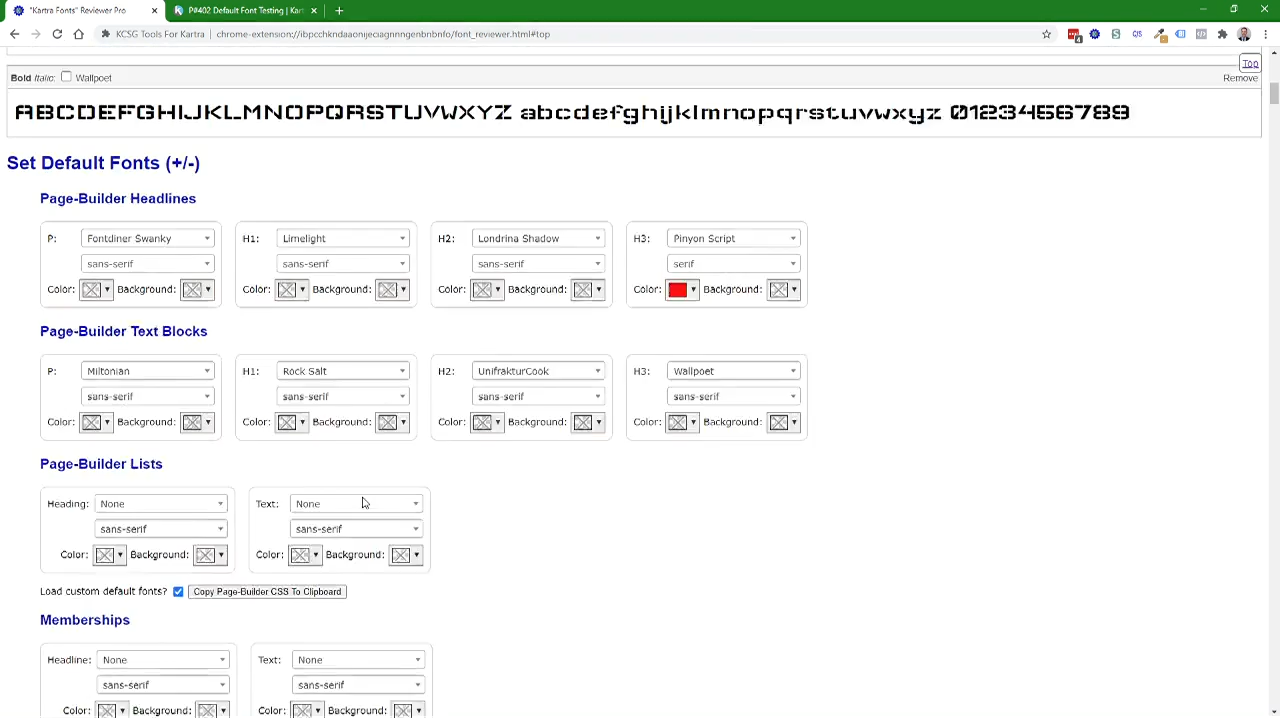 "Kartra Fonts" Reviewer Pro
P#402 Default Font Testing | Kart
KCSG Tools For Kartra | chrome-extension://ibpcchkndaaonijeciagnnngenbnbnfo/font_reviewer.html#top
Top
Bold Italic: Wallpoet
Remove
ABCDEFGHIJKLMNOPQRSTUVWXYZ abcdefghijklmnopqrstuvwxyz 0123456789
Set Default Fonts (+/-)
Page-Builder Headlines
P: Fontdiner Swanky H1: Limelight H2: Londrina Shadow H3: Pinyon Script
sans-serif sans-serif sans-serif serif
Color: Background: Color: Background: Color: Background: Color: Background:
Page-Builder Text Blocks
P: Miltonian H1: Rock Salt H2: UnifrakturCook H3: Wallpoet
sans-serif sans-serif sans-serif sans-serif
Color: Background: Color: Background: Color: Background: Color: Background:
Page-Builder Lists
Heading: None Text: None
sans-serif sans-serif
Color: Background: Color: Background:
Load custom default fonts? Copy Page-Builder CSS To Clipboard
Memberships
Headline: None Text: None
sans-serif sans-serif
Color: Background: Color: Background: